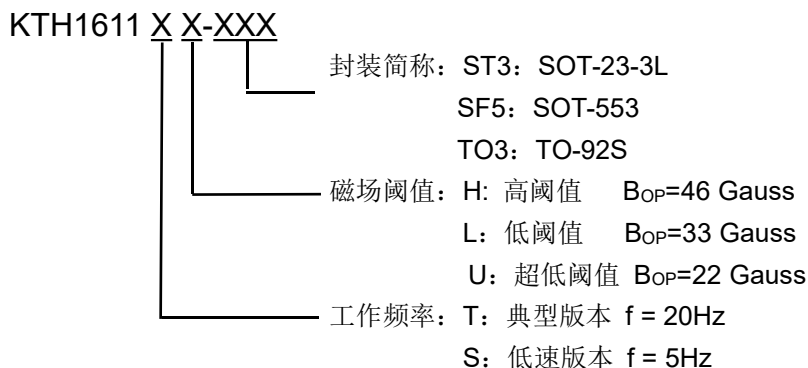 KTH1611 X X-XXX
封装简称：ST3：SOT-23-3L
SF5：SOT-553
TO3：TO-92S
磁场阈值：H: 高阈值 BOP=46 Gauss
L：低阈值 BOP=33 Gauss
U：超低阈值 BOP=22 Gauss
工作频率：T：典型版本 f = 20Hz
S：低速版本 f = 5Hz